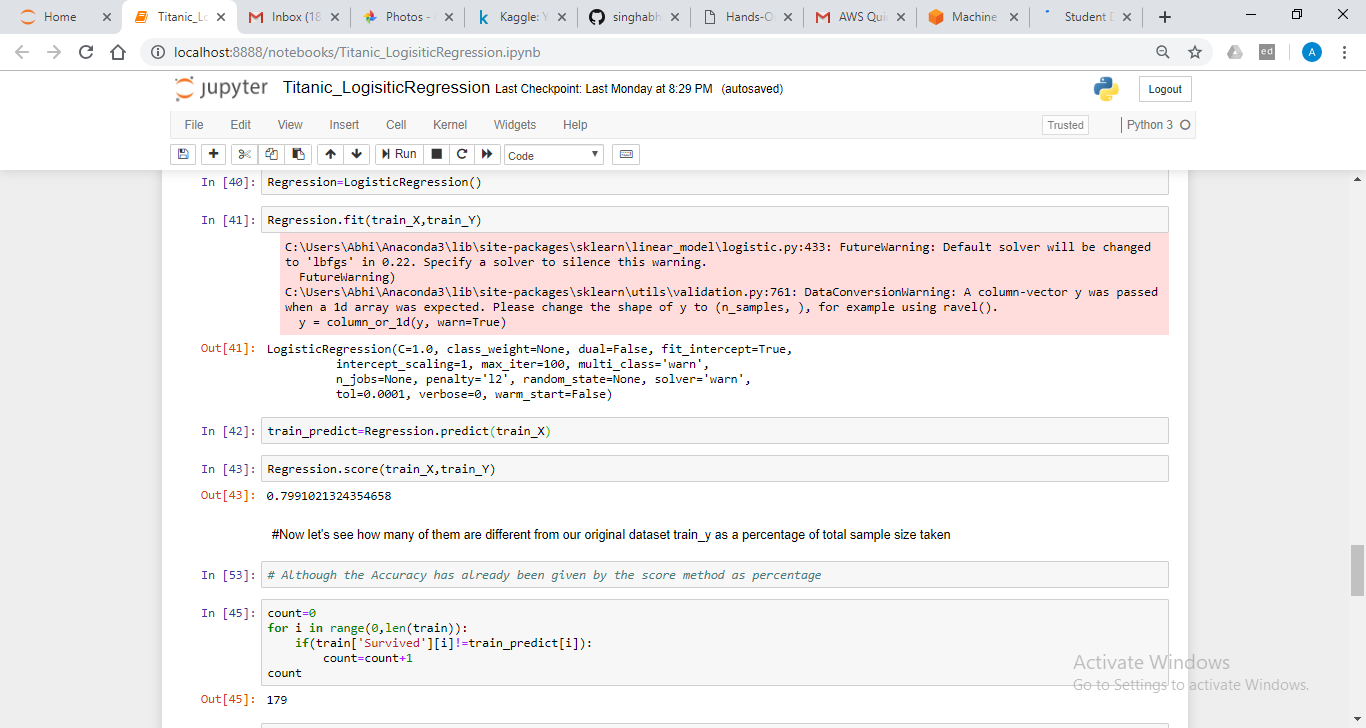 Home
Titanic_Lo
Inbox (18
Photos -
Kaggle: Y
singhabh
Hands-O
AWS Qui
Machine
Student D
localhost:8888/notebooks/Titanic_LogisiticRegression.ipynb
ed
A
jupyter Titanic_LogisiticRegression Last Checkpoint: Last Monday at 8:29 PM (autosaved)
Logout
File Edit View Insert Cell Kernel Widgets Help
Trusted
Python 3
Run
Code
In [40]: Regression=LogisticRegression()
In [41]: Regression.fit(train_X,train_Y)
C:\Users\Abhi\Anaconda3\lib\site-packages\sklearn\linear_model\logistic.py:433: FutureWarning: Default solver will be changed
to 'lbfgs' in 0.22. Specify a solver to silence this warning.
FutureWarning)
C:\Users\Abhi\Anaconda3\lib\site-packages\sklearn\utils\validation.py:761: DataConversionWarning: A column-vector y was passed
when a 1d array was expected. Please change the shape of y to (n_samples, ), for example using ravel().
y = column_or_1d(y, warn=True)
Out[41]: LogisticRegression(C=1.0, class_weight=None, dual=False, fit_intercept=True,
intercept_scaling=1, max_iter=100, multi_class='warn',
n_jobs=None, penalty='l2', random_state=None, solver='warn',
tol=0.0001, verbose=0, warm_start=False)
In [42]: train_predict=Regression.predict(train_X)
In [43]: Regression.score(train_X,train_Y)
Out[43]: 0.7991021324354658
#Now let's see how many of them are different from our original dataset train_y as a percentage of total sample size taken
In [53]: # Although the Accuracy has already been given by the score method as percentage
In [45]: count=0
for i in range(0,len(train)):
if(train['Survived'][i]!=train_predict[i]):
count=count+1
count
Out[45]: 179
Activate Windows
Go to Settings to activate Windows.